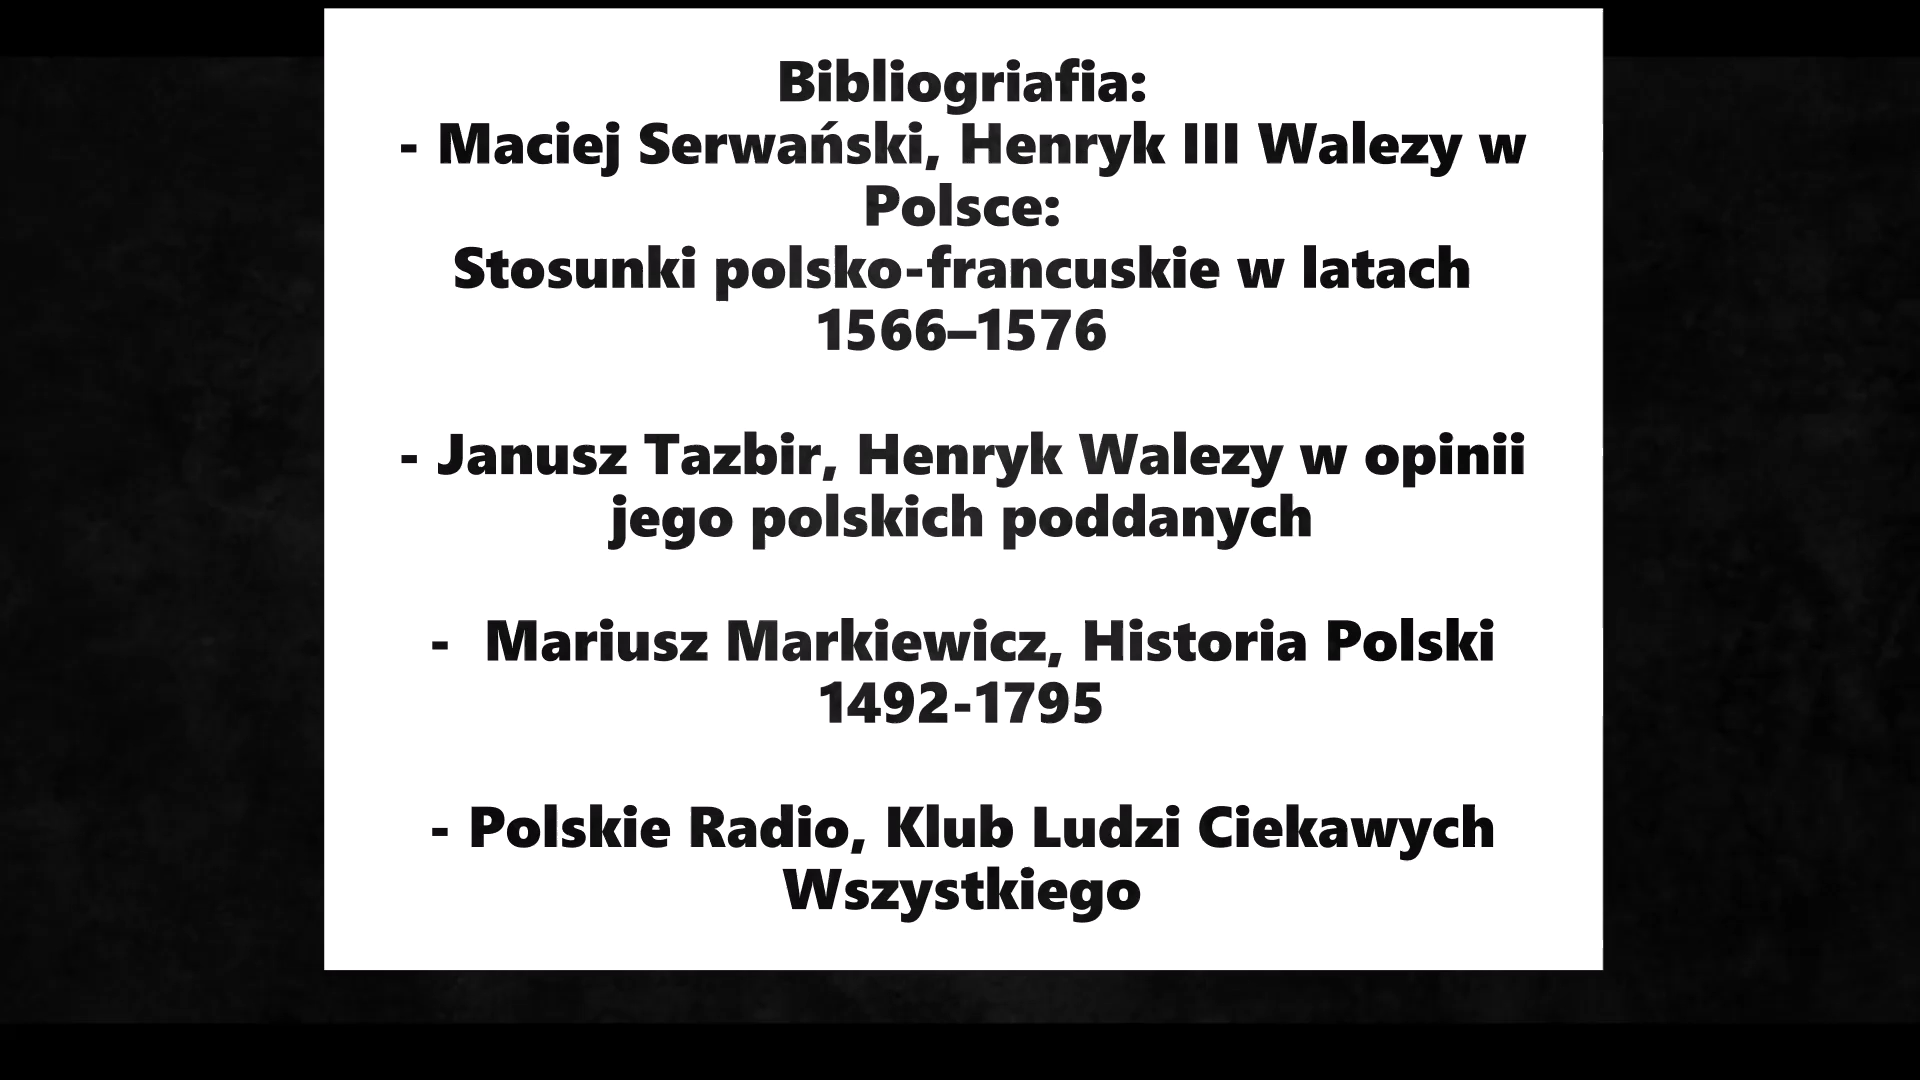 Bibliogriafia:
- Maciej Serwański, Henryk III Walezy w
Polsce:
Stosunki polsko-francuskie w latach
1566–1576
- Janusz Tazbir, Henryk Walezy w opinii
jego polskich poddanych
-  Mariusz Markiewicz, Historia Polski
1492-1795
- Polskie Radio, Klub Ludzi Ciekawych
Wszystkiego